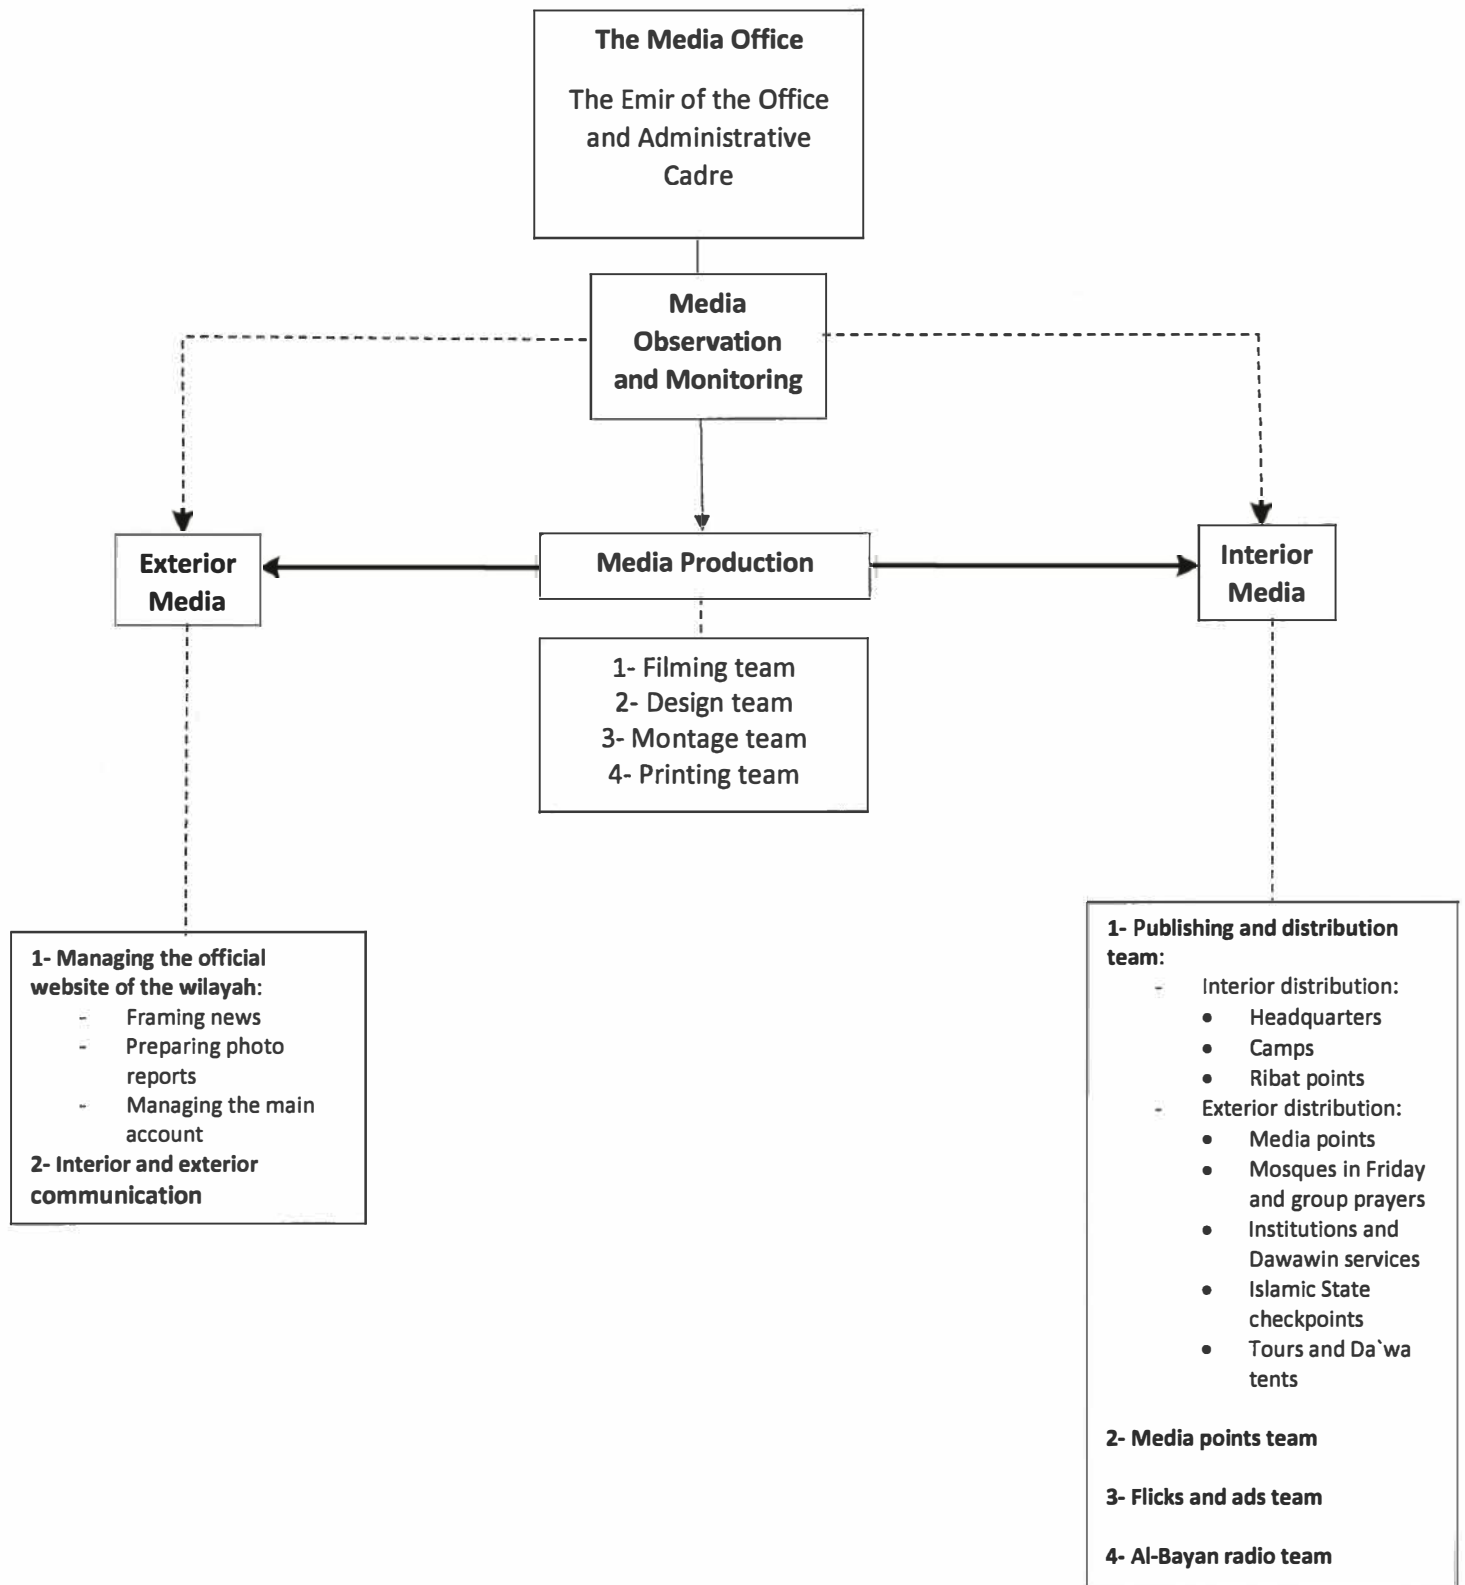 The Media Office
The Emir of the Office
and Administrative
Cadre
Media
Observation
and Monitoring
Exterior
Media
Media Production
Interior
Media
1- Filming team
2- Design team
3- Montage team
4- Printing team
1- Managing the official
website of the wilayah:
- Framing news
- Preparing photo
reports
- Managing the main
account
2- Interior and exterior
communication
1- Publishing and distribution
team:
- Interior distribution:
• Headquarters
• Camps
• Ribat points
- Exterior distribution:
• Media points
• Mosques in Friday
and group prayers
• Institutions and
Dawawin services
• Islamic State
checkpoints
• Tours and Da`wa
tents
2- Media points team
3- Flicks and ads team
4- Al-Bayan radio team